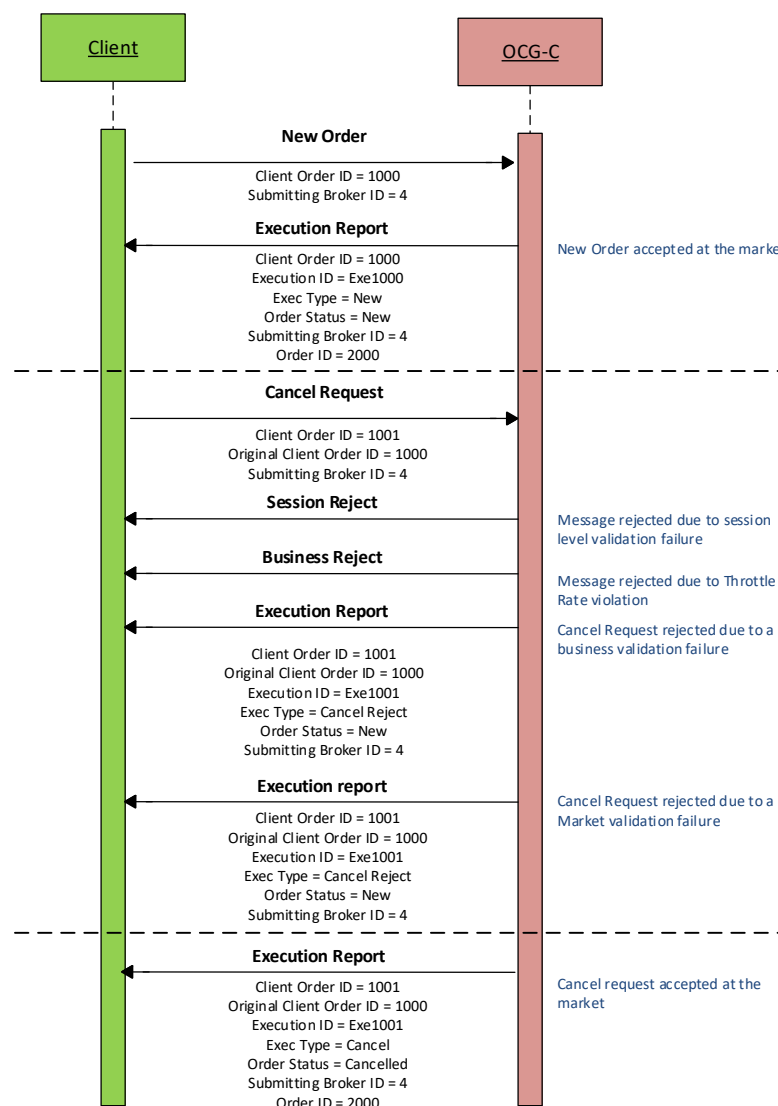 Client
OCG-C
New Order
Client Order ID = 1000
Submitting Broker ID = 4
Execution Report
New Order accepted at the marke
Client Order ID = 1000
Execution ID = Exe1000
Exec Type = New
Order Status = New
Submitting Broker ID = 4
Order ID = 2000
Cancel Request
Client Order ID = 1001
Original Client Order ID = 1000
Submitting Broker ID = 4
Session Reject
Message rejected due to session
level validation failure
Business Reject
Message rejected due to Throttle
Rate violation
Execution Report
Cancel Request rejected due to a
business validation failure
Client Order ID = 1001
Original Client Order ID = 1000
Execution ID = Exe1001
Exec Type = Cancel Reject
Order Status = New
Submitting Broker ID = 4
Execution report
Cancel Request rejected due to a
Market validation failure
Client Order ID = 1001
Original Client Order ID = 1000
Execution ID = Exe1001
Exec Type = Cancel Reject
Order Status = New
Submitting Broker ID = 4
Execution Report
Cancel request accepted at the
market
Client Order ID = 1001
Original Client Order ID = 1000
Execution ID = Exe1001
Exec Type = Cancel
Order Status = Cancelled
Submitting Broker ID = 4
Order ID = 2000